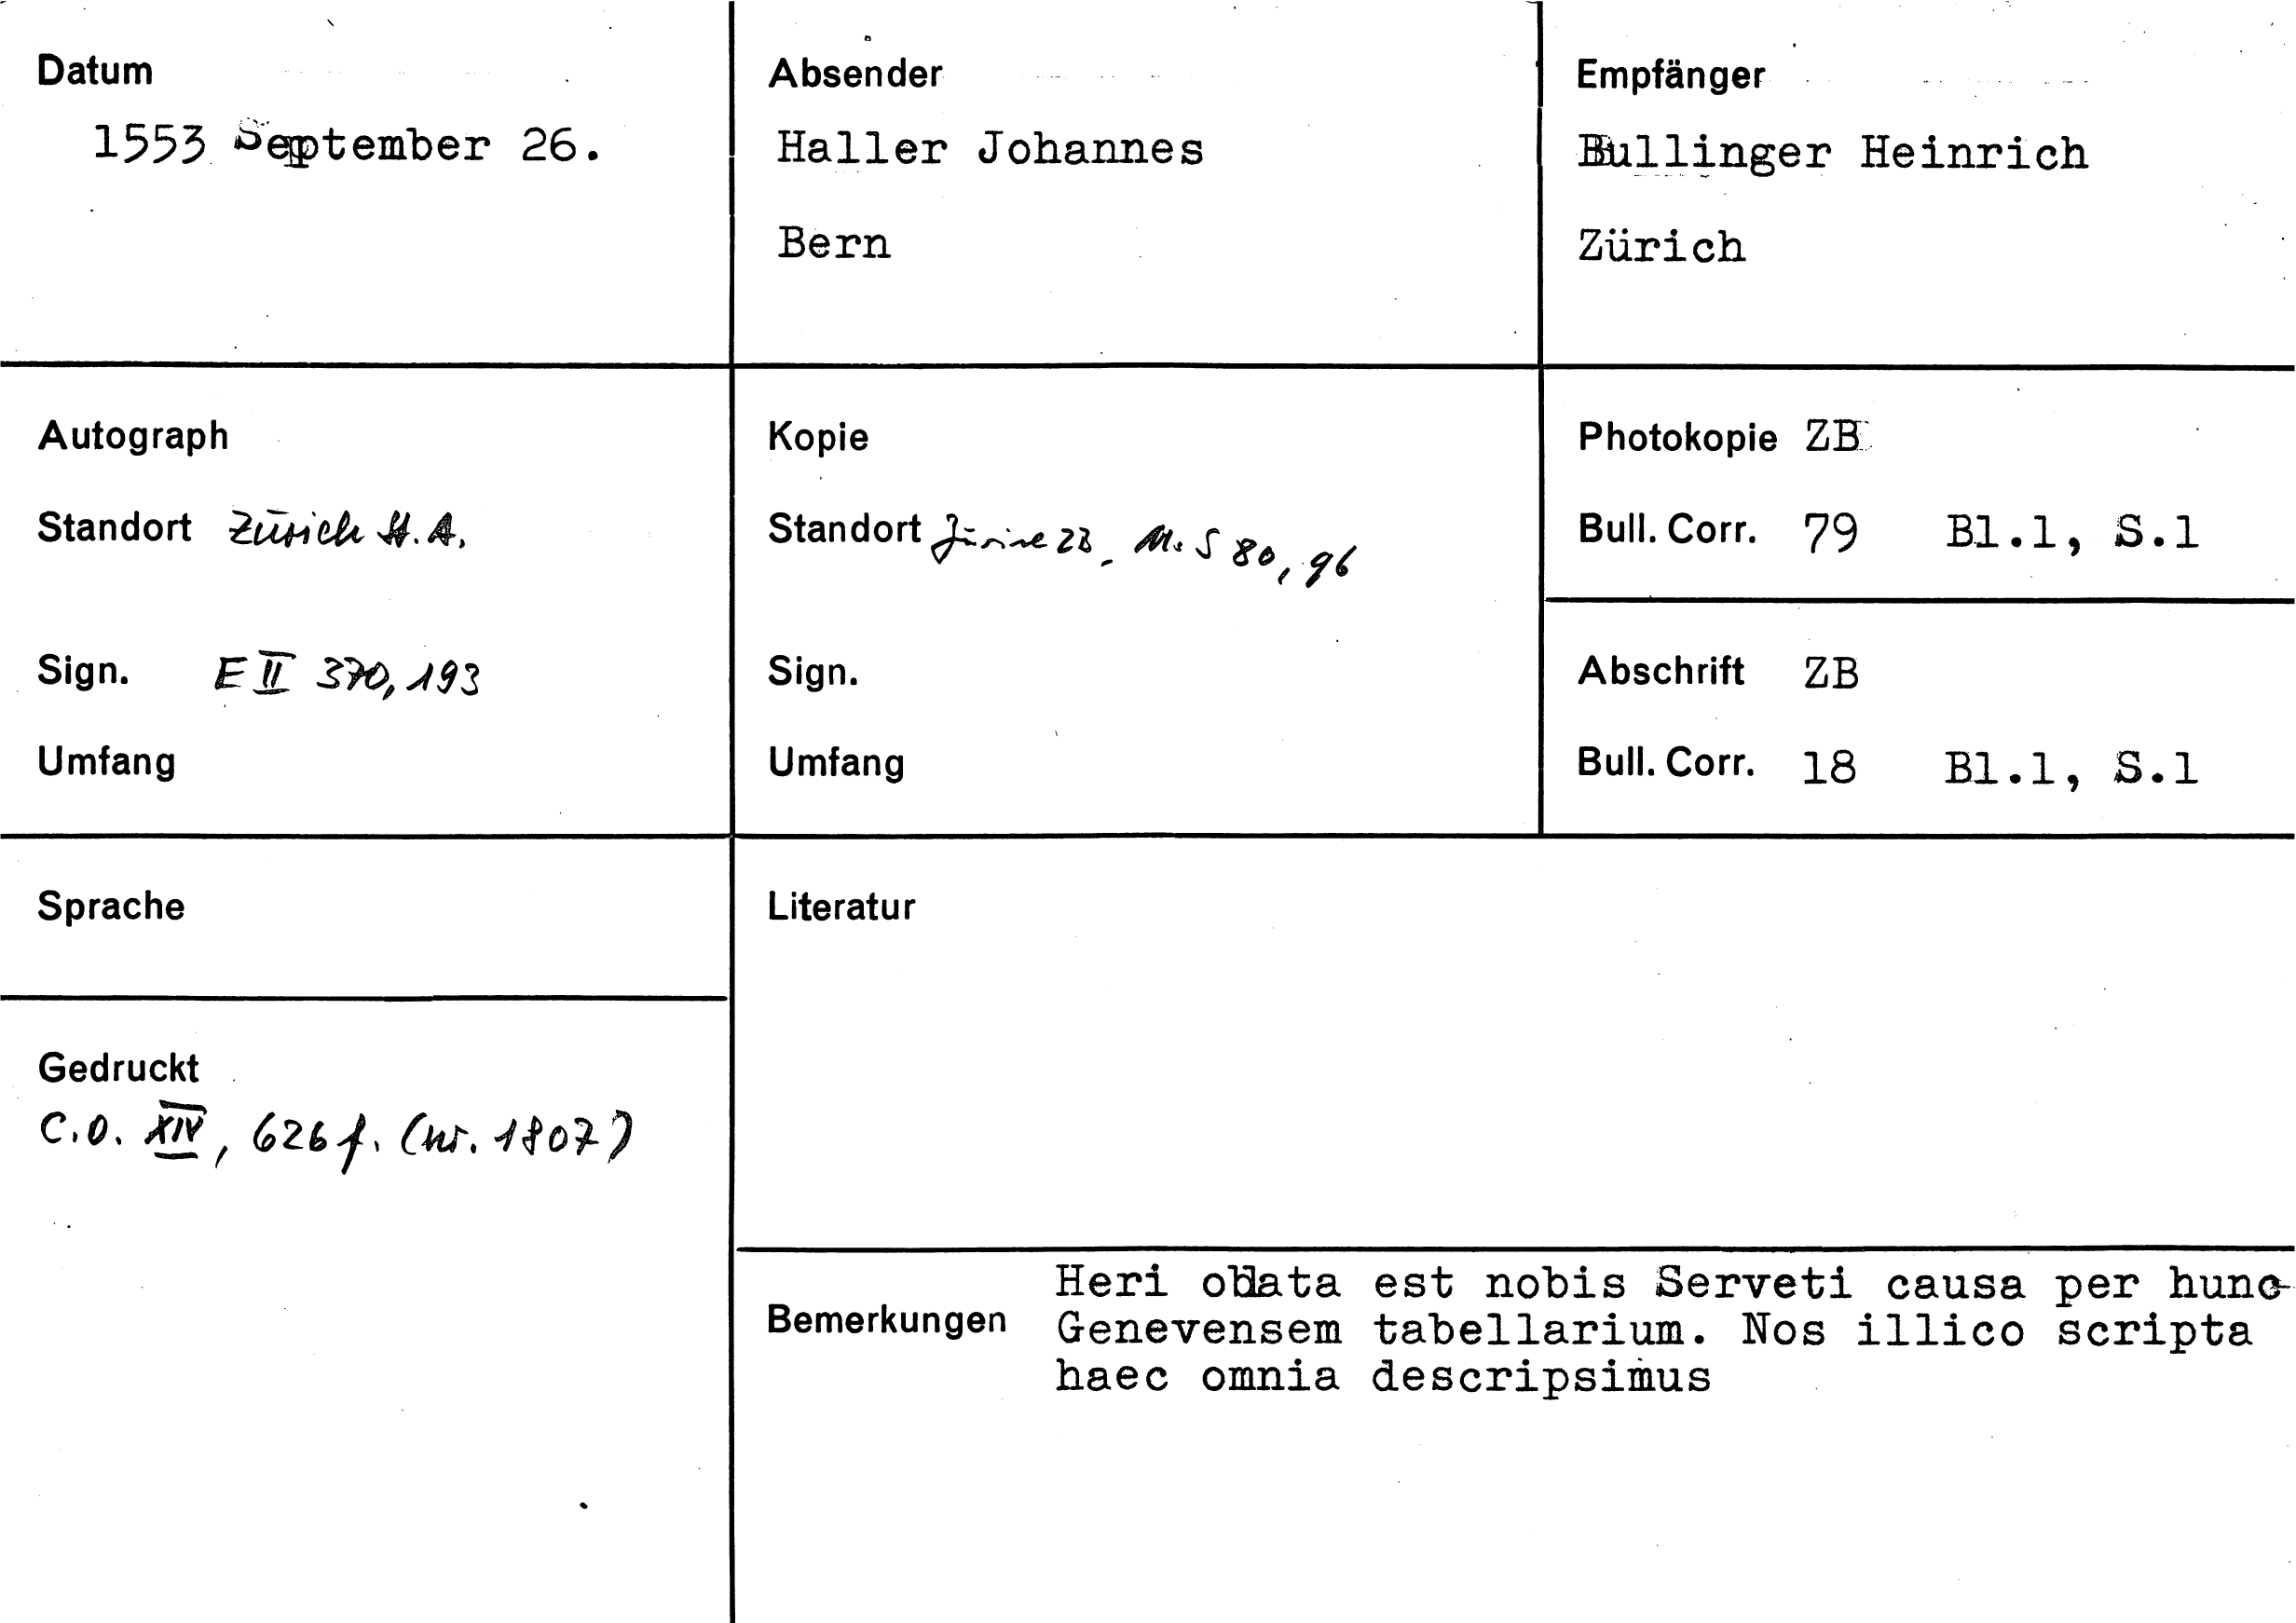 Datum
1553 September 26.
Absender
Haller Johannes
Bern
Empfänger
Bullinger Heinrich
Zürich
Autograph
Standort Zürich St.A.
Sign. E II 370, 193
Umfang
Kopie
Standort Zürich ZB, Ms S 80, 96
Sign.
Umfang
Photokopie ZB
Bull. Corr. 79 Bl.1, S.1
Abschrift ZB
Bull. Corr. 18 Bl.1, S.1
Sprache
Gedruckt
C.O. XIV, 626 f. (nr. 1807)
Literatur
Bemerkungen
Heri oblata est nobis Serveti causa per hunc
Genevensem tabellarium. Nos illico scripta
haec omnia descripsimus